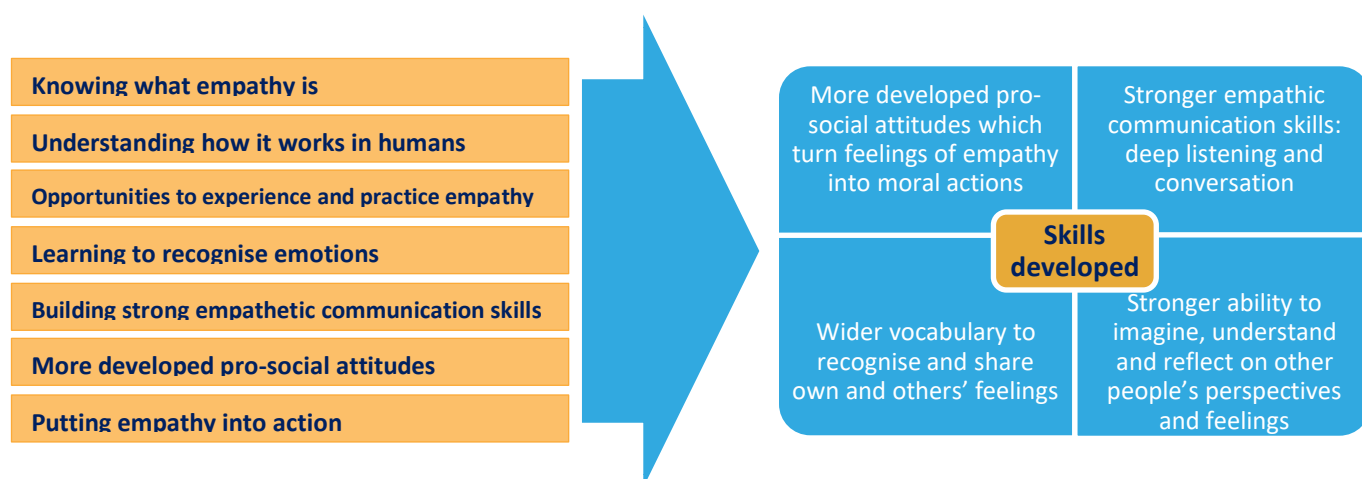 Knowing what empathy is
Understanding how it works in humans
Opportunities to experience and practice empathy
Learning to recognise emotions
Building strong empathetic communication skills
More developed pro-social attitudes
Putting empathy into action
More developed pro-
social attitudes which
turn feelings of empathy
into moral actions
Stronger empathic
communication skills:
deep listening and
conversation
Skills
developed
Wider vocabulary to
recognise and share
own and others’ feelings
Stronger ability to
imagine, understand
and reflect on other
people’s perspectives
and feelings